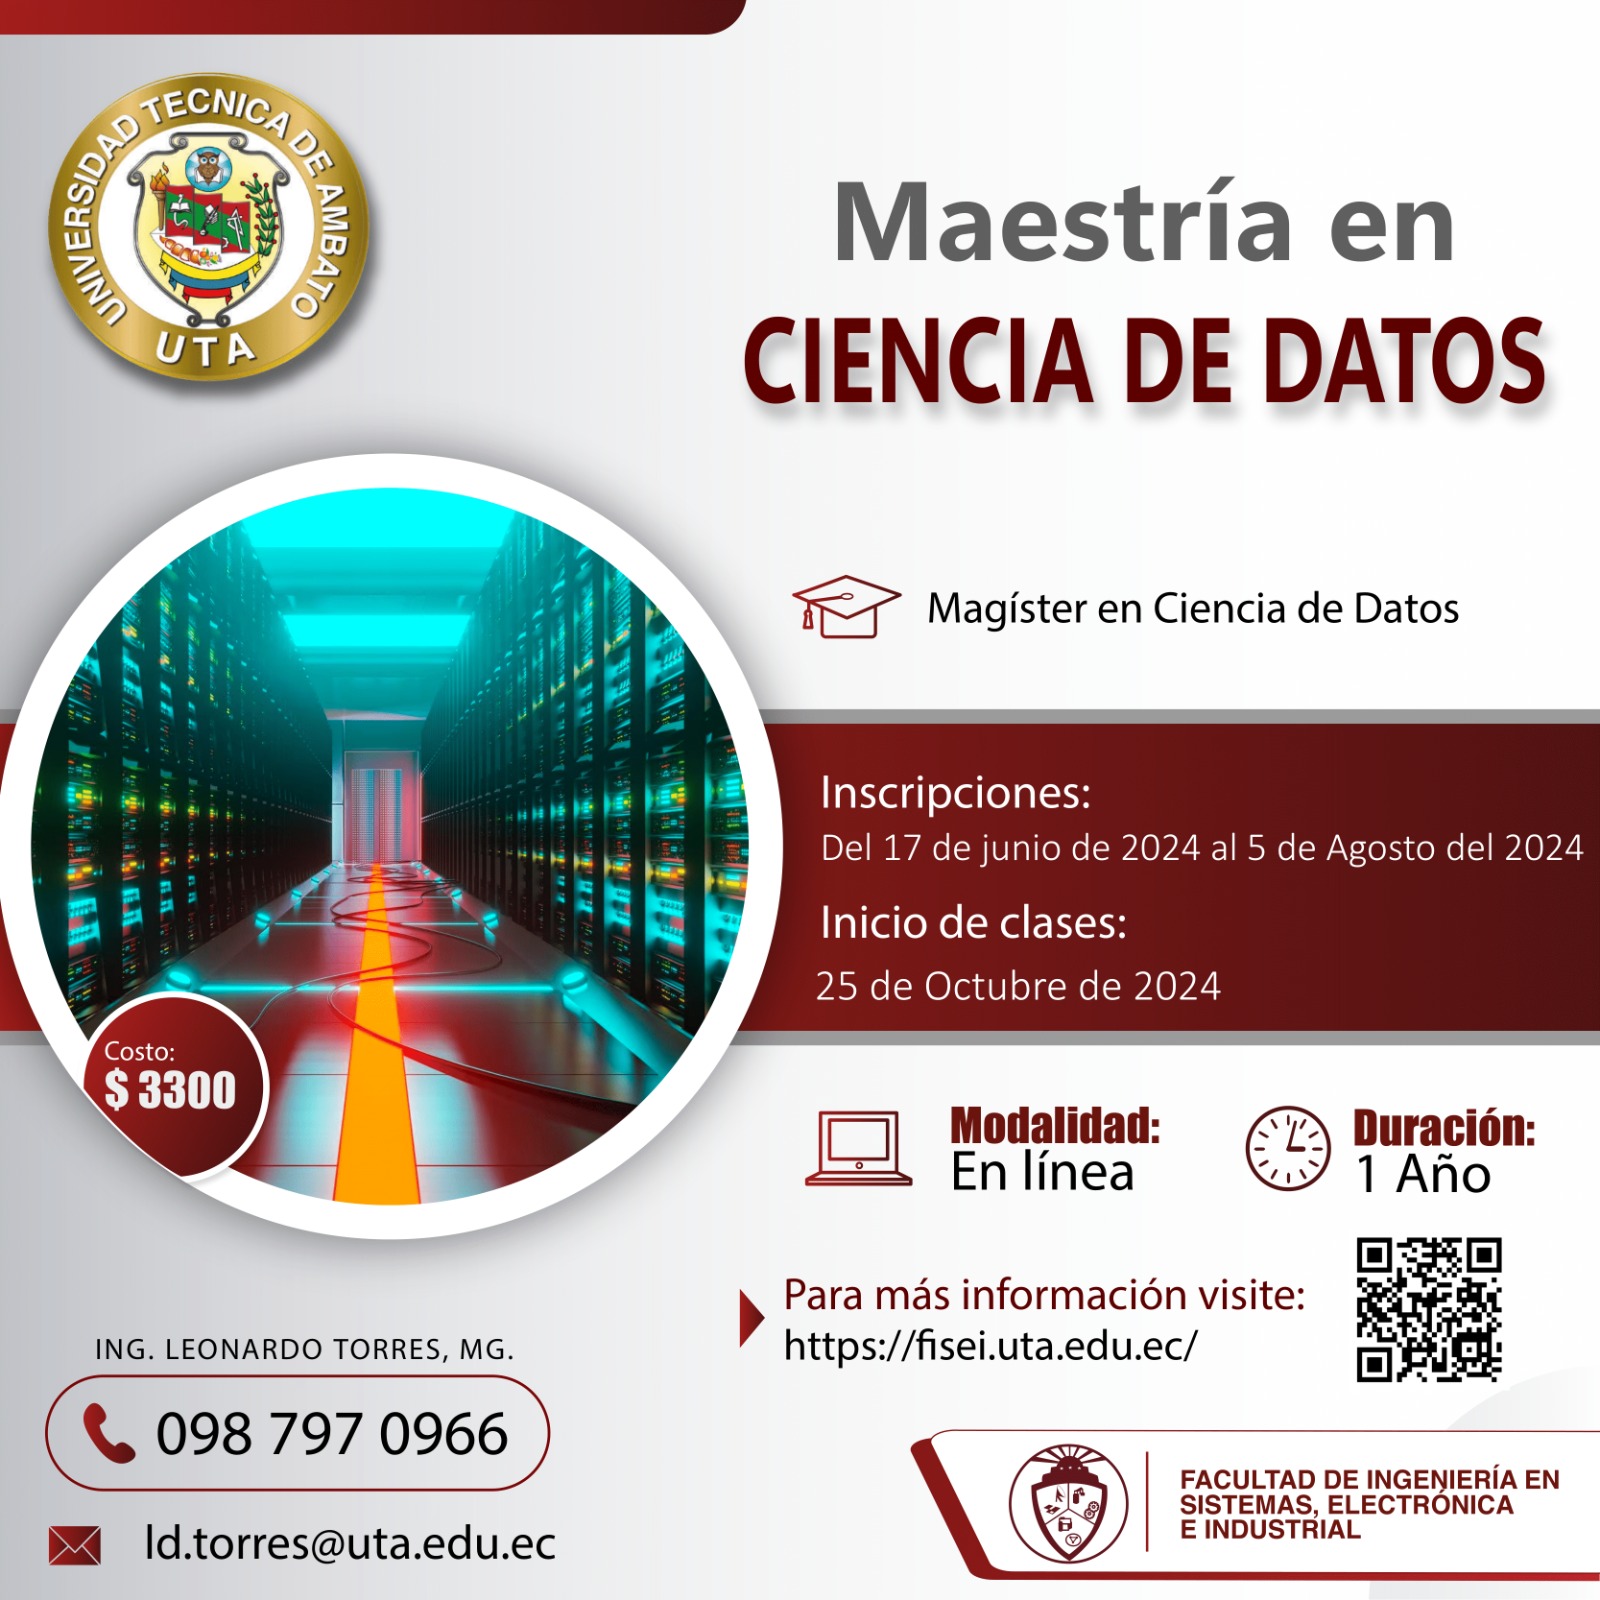 UNIVERSIDAD TECNICA DE AMBATO
UTA
Maestría en
CIENCIA DE DATOS
Magíster en Ciencia de Datos
Inscripciones:
Del 17 de junio de 2024 al 5 de Agosto del 2024
Inicio de clases:
25 de Octubre de 2024
Costo:
$ 3300
Modalidad:
En línea
Duración:
1 Año
Para más información visite:
https://fisei.uta.edu.ec/
ING. LEONARDO TORRES, MG.
098 797 0966
ld.torres@uta.edu.ec
FACULTAD DE INGENIERÍA EN
SISTEMAS, ELECTRÓNICA
E INDUSTRIAL